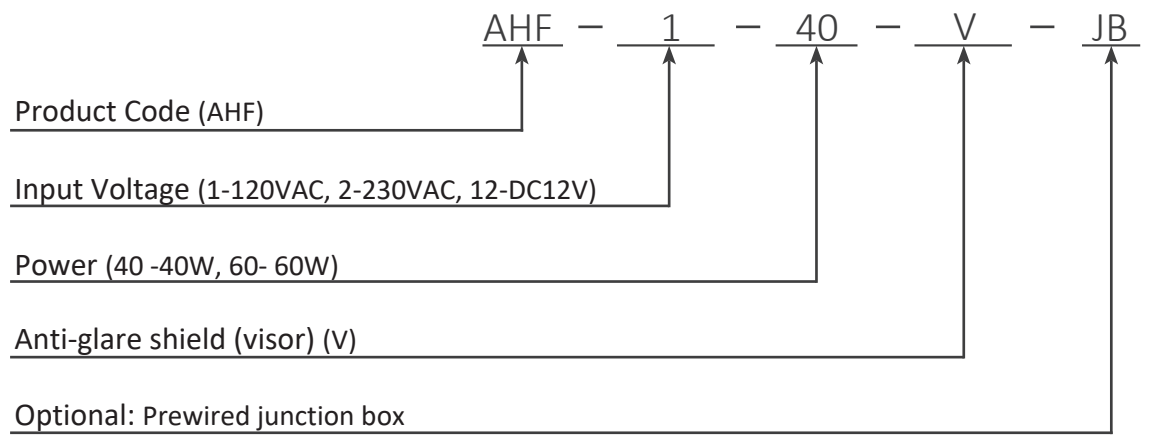 AHF – 1 – 40 – V – JB
Product Code (AHF)
Input Voltage (1-120VAC, 2-230VAC, 12-DC12V)
Power (40 -40W, 60- 60W)
Anti-glare shield (visor) (V)
Optional: Prewired junction box